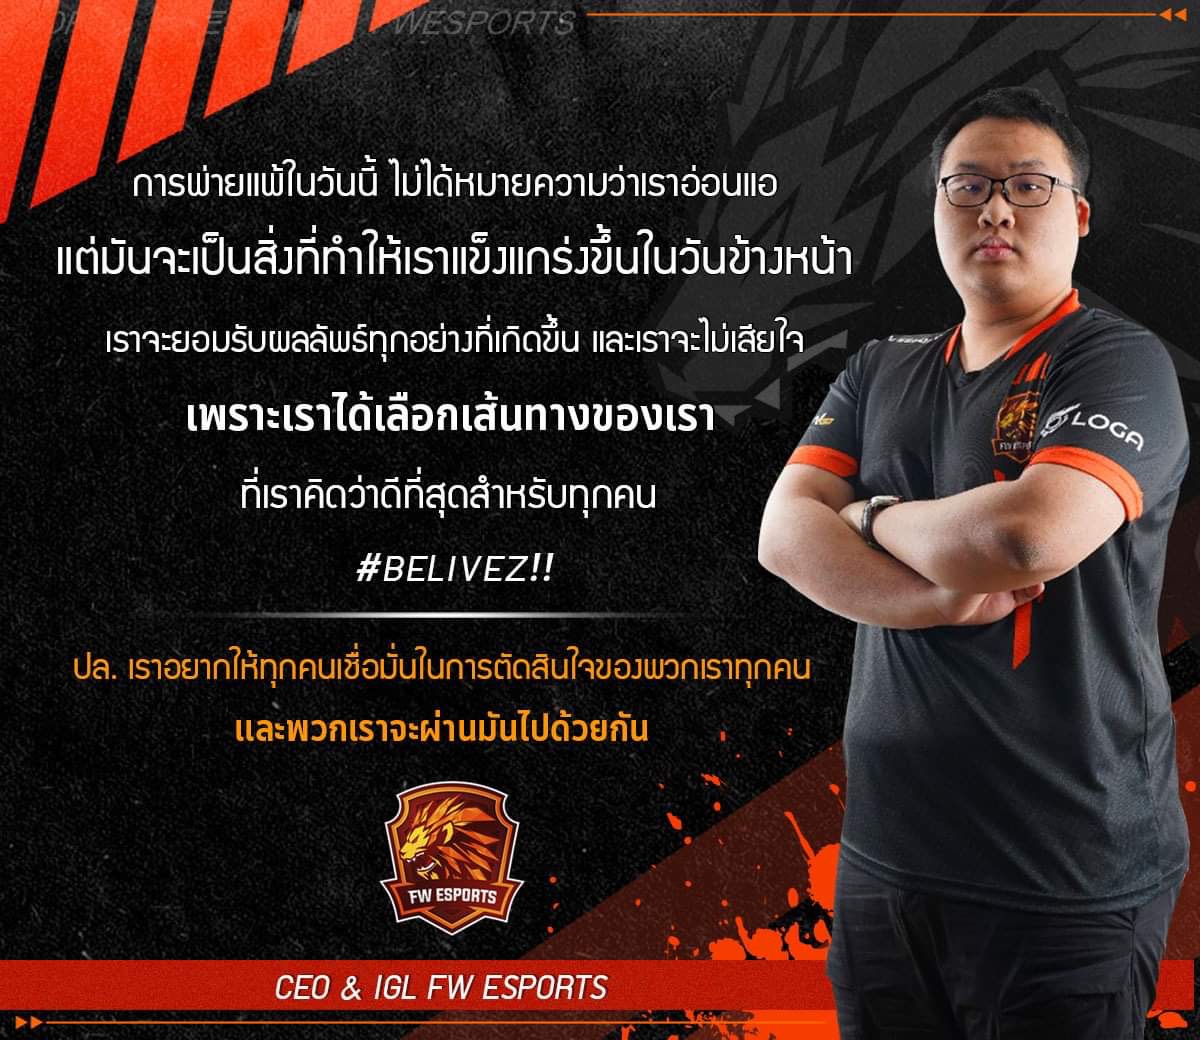 WESPORTS
การพ่ายแพ้ในวันนี้ ไม่ได้หมายความว่าเราอ่อนแอ
แต่มันจะเป็นสิ่งที่ทำให้เราแข็งแกร่งขึ้นในวันข้างหน้า
เราจะยอมรับผลลัพธ์ทุกอย่างที่เกิดขึ้น และเราจะไม่เสียใจ
เพราะเราได้เลือกเส้นทางของเรา
ที่เราคิดว่าดีที่สุดสำหรับทุกคน
#BELIVEZ!!
ปล. เราอยากให้ทุกคนเชื่อมั่นในการตัดสินใจของพวกเราทุกคน
และพวกเราจะผ่านมันไปด้วยกัน
LOGA
FW ESPORTS
CEO & IGL FW ESPORTS